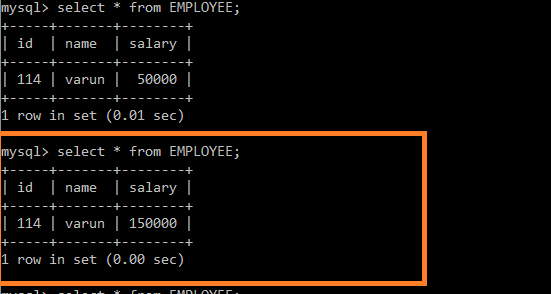 mysql> select * from EMPLOYEE;
+-----+-------+--------+
| id  | name  | salary |
+-----+-------+--------+
| 114 | varun |  50000 |
+-----+-------+--------+
1 row in set (0.01 sec)
mysql> select * from EMPLOYEE;
+-----+-------+--------+
| id  | name  | salary |
+-----+-------+--------+
| 114 | varun | 150000 |
+-----+-------+--------+
1 row in set (0.00 sec)
mysql> select * from EMPLOYEE;